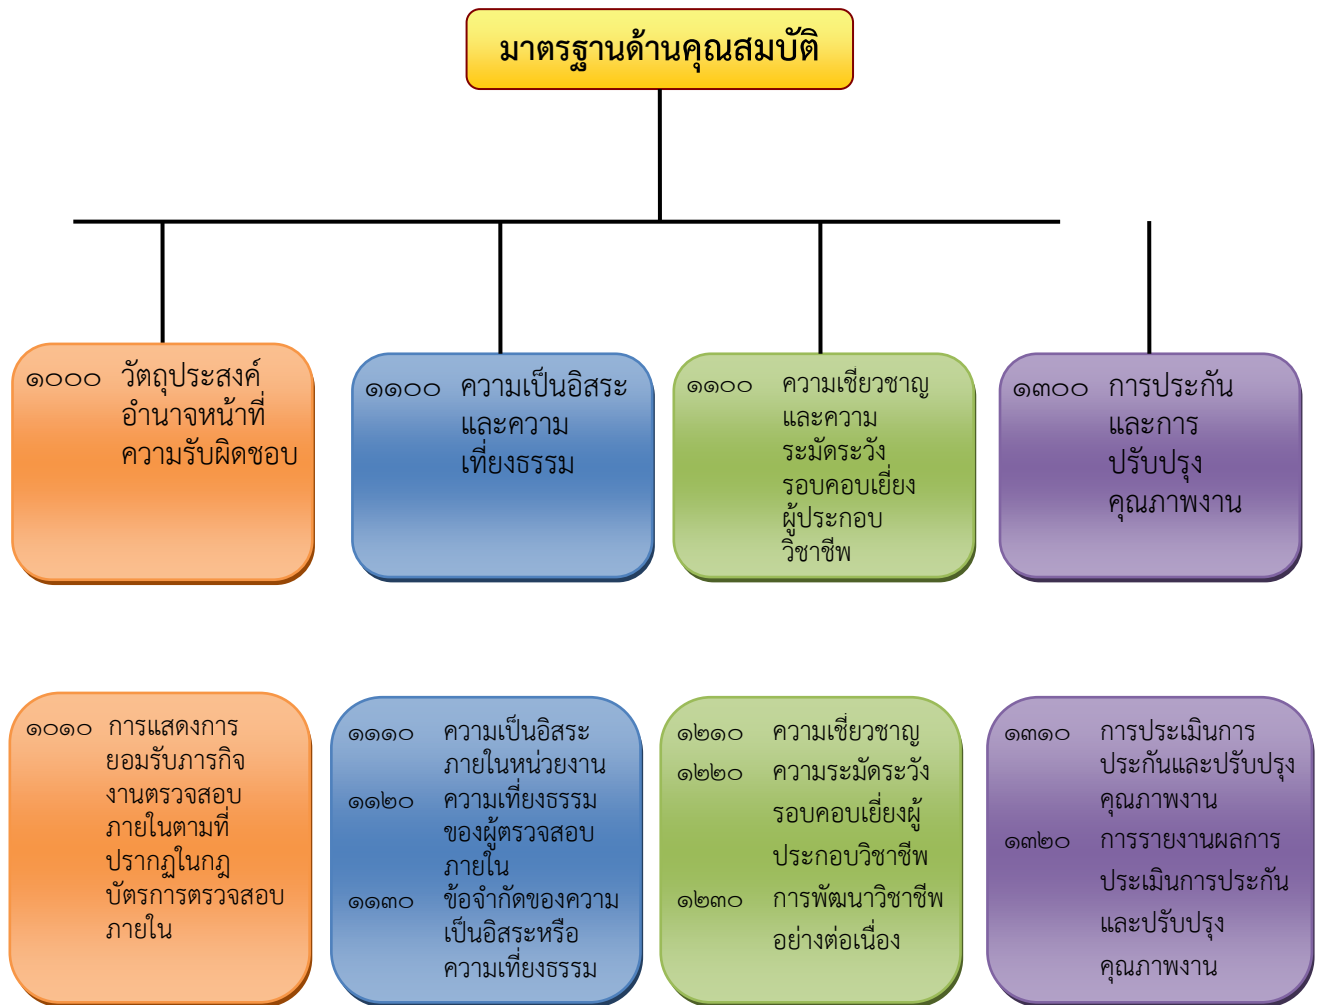 มาตรฐานด้านคุณสมบัติ
๑๐๐๐ วัตถุประสงค์
อำนาจหน้าที่
ความรับผิดชอบ
๑๑๐๐ ความเป็นอิสระ
และความ
เที่ยงธรรม
๑๑๐๐ ความเชียวชาญ
และความ
ระมัดระวัง
รอบคอบเยี่ยง
ผู้ประกอบ
วิชาชีพ
๑๓๐๐ การประกัน
และการ
ปรับปรุง
คุณภาพงาน
๑๐๑๐ การแสดงการ
ยอมรับภารกิจ
งานตรวจสอบ
ภายในตามที่
ปรากฏในกฎ
บัตรการตรวจสอบ
ภายใน
๑๑๑๐ ความเป็นอิสระ
ภายในหน่วยงาน
๑๑๒๐ ความเที่ยงธรรม
ของผู้ตรวจสอบ
ภายใน
๑๑๓๐ ข้อจำกัดของความ
เป็นอิสระหรือ
ความเที่ยงธรรม
๑๒๑๐ ความเชี่ยวชาญ
๑๒๒๐ ความระมัดระวัง
รอบคอบเยี่ยงผู้
ประกอบวิชาชีพ
๑๒๓๐ การพัฒนาวิชาชีพ
อย่างต่อเนื่อง
๑๓๑๐ การประเมินการ
ประกันและปรับปรุง
คุณภาพงาน
๑๓๒๐ การรายงานผลการ
ประเมินการประกัน
และปรับปรุง
คุณภาพงาน